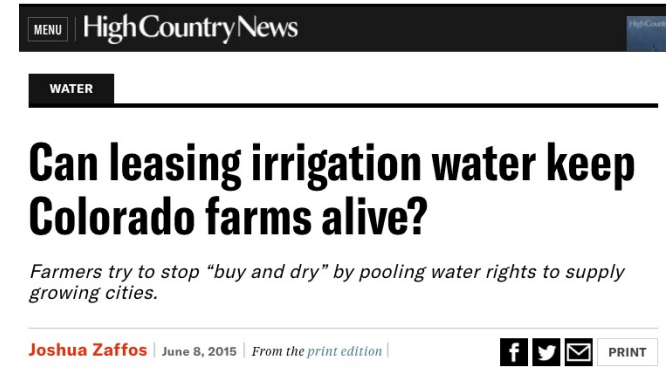 MENU HighCountryNews
HighCount
WATER
Can leasing irrigation water keep
Colorado farms alive?
Farmers try to stop “buy and dry” by pooling water rights to supply
growing cities.
Joshua Zaffos | June 8, 2015 | From the print edition |
f PRINT